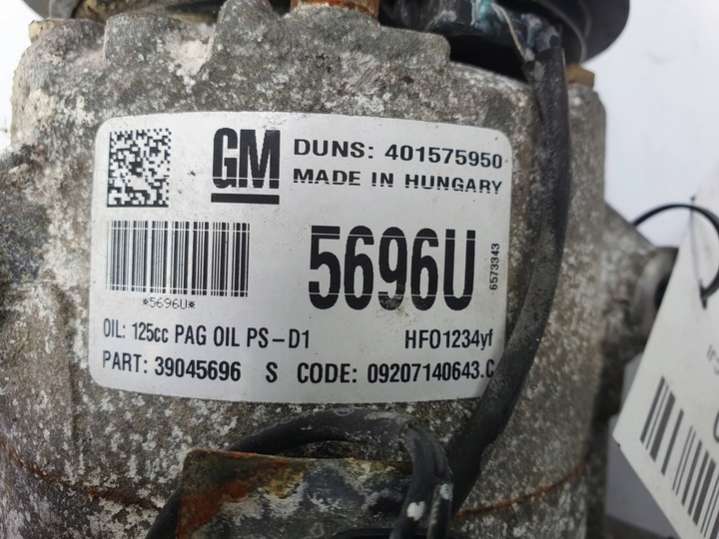 GM
DUNS: 401575950
MADE IN HUNGARY
5696U
6573343
*5696U*
OIL: 125cc PAG OIL PS-D1 HFO1234yf
PART: 39045696 S CODE: 09207140643.C